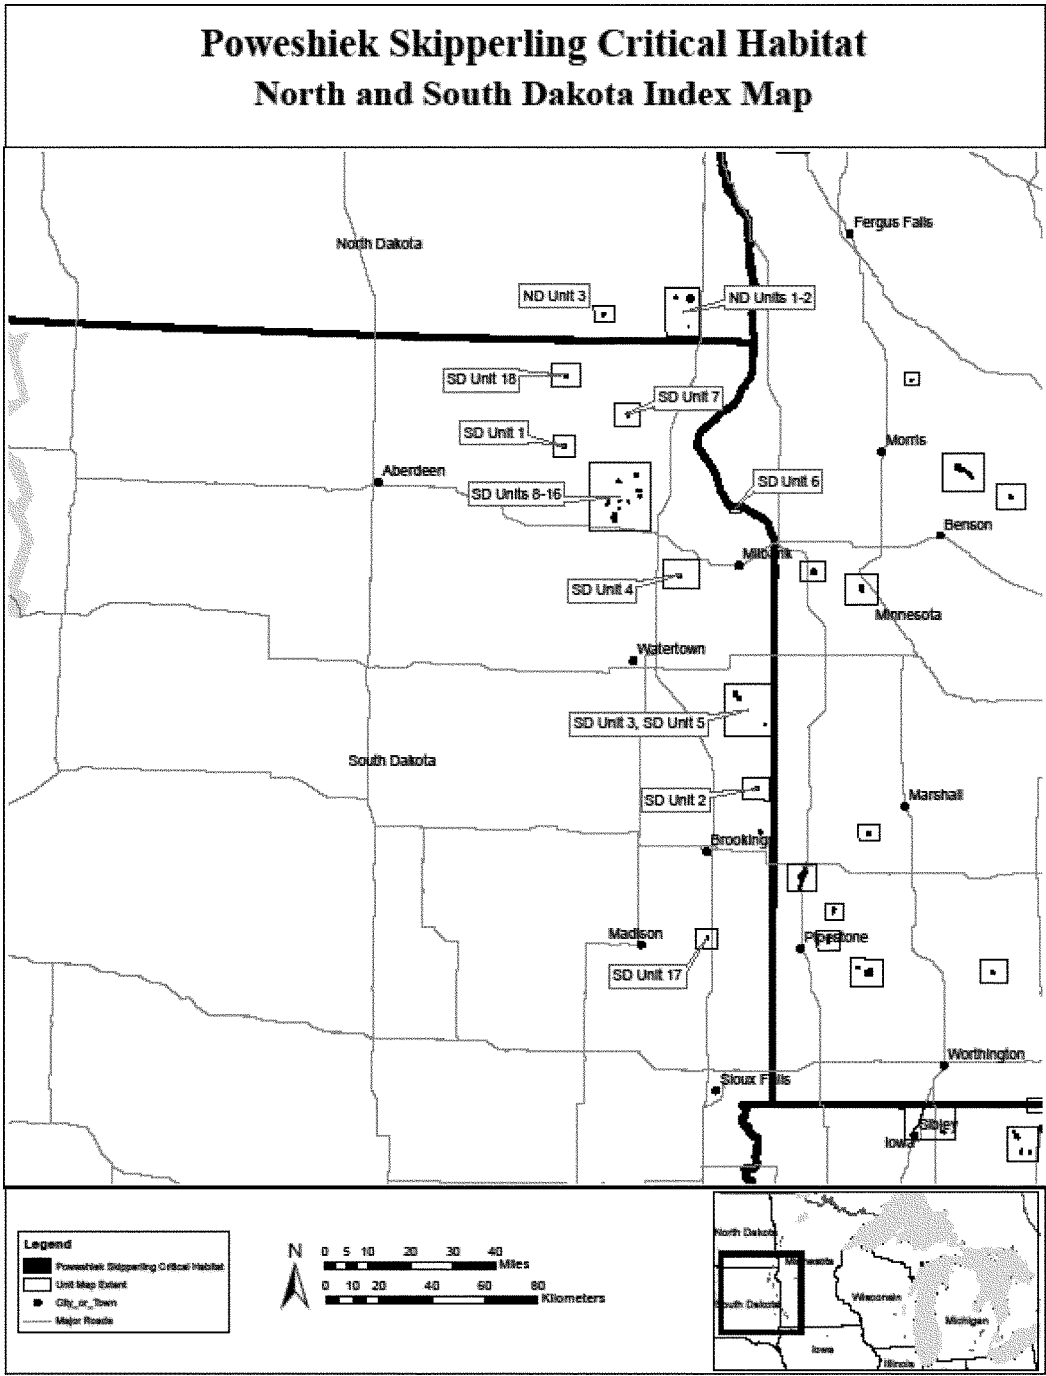 Poweshiek Skipperling Critical Habitat
North and South Dakota Index Map
Fergus Falls
North Dakota
ND Unit 3
ND Units 1-2
SD Unit 18
SD Unit 7
SD Unit 1
Morris
Aberdeen
SD Unit 6
SD Units 8-16
Benson
Milbank
SD Unit 4
Minnesota
Watertown
SD Unit 3, SD Unit 5
South Dakota
SD Unit 2
Marshall
Brookings
Madison
Pipestone
SD Unit 17
Worthington
Sioux Falls
Sibley
Iowa
Legend
Poweshiek Skipperling Critical Habitat
Unit Map Extent
City_or_Town
Major Roads
N
0 5 10 20 30 40
Miles
0 10 20 40 60 80
Kilometers
North Dakota
Minnesota
South Dakota
Wisconsin
Michigan
Iowa
Illinois